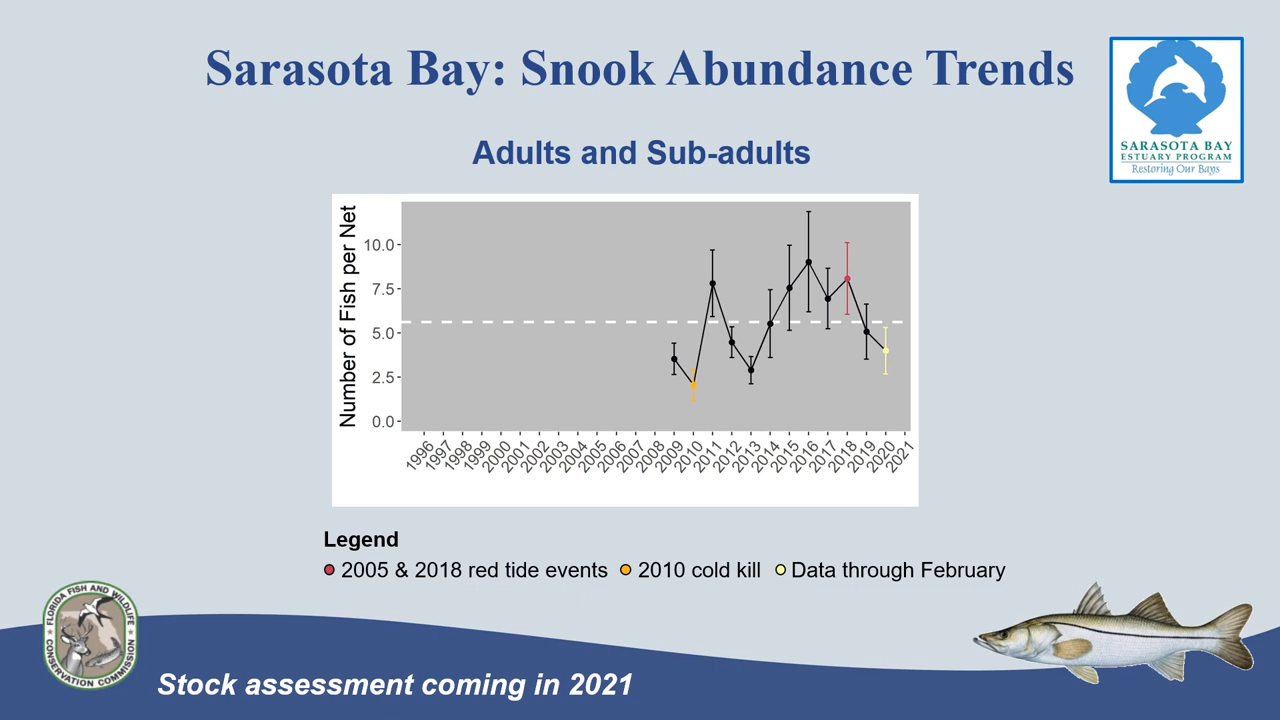 Sarasota Bay: Snook Abundance Trends
SARASOTA BAY
ESTUARY PROGRAM
Restoring Our Bays
Adults and Sub-adults
Number of Fish per Net
10.0
7.5
5.0
2.5
0.0
1996
1997
1998
1999
2000
2001
2002
2003
2004
2005
2006
2007
2008
2009
2010
2011
2012
2013
2014
2015
2016
2017
2018
2019
2020
2021
Legend
2005 & 2018 red tide events
2010 cold kill
Data through February
FLORIDA FISH AND WILDLIFE
CONSERVATION COMMISSION
Stock assessment coming in 2021